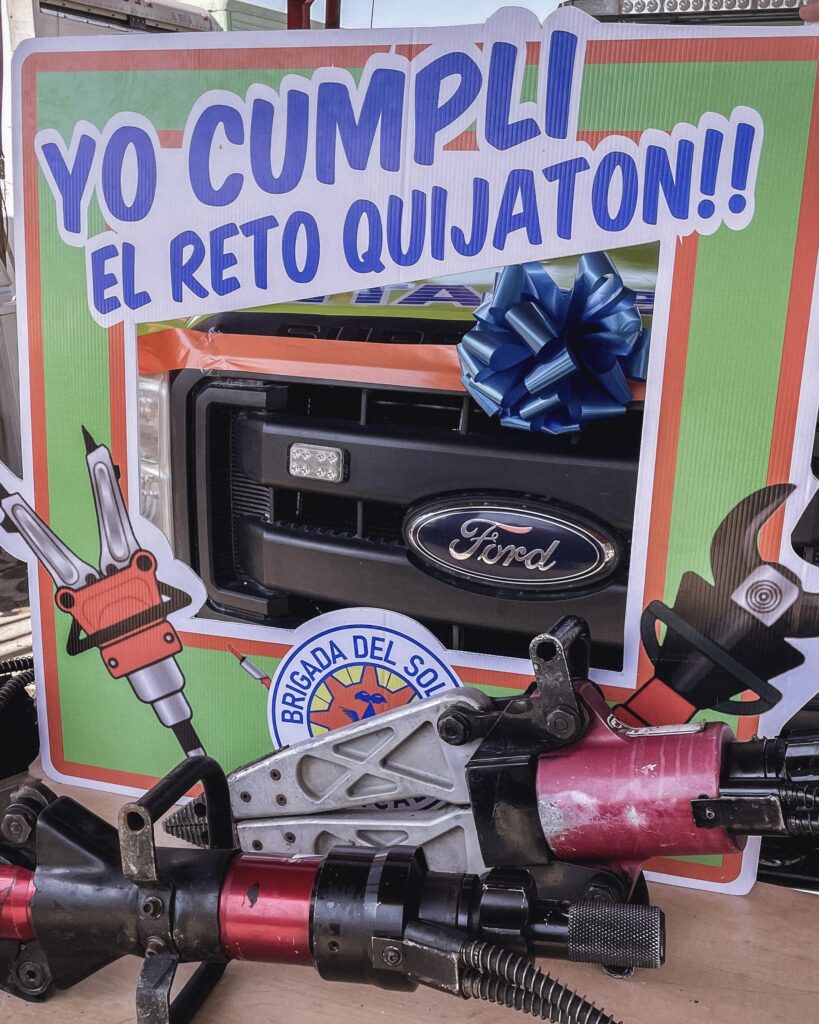 YO CUMPLI
EL RETO QUIJATON!!
Ford
BRIGADA DEL SOL